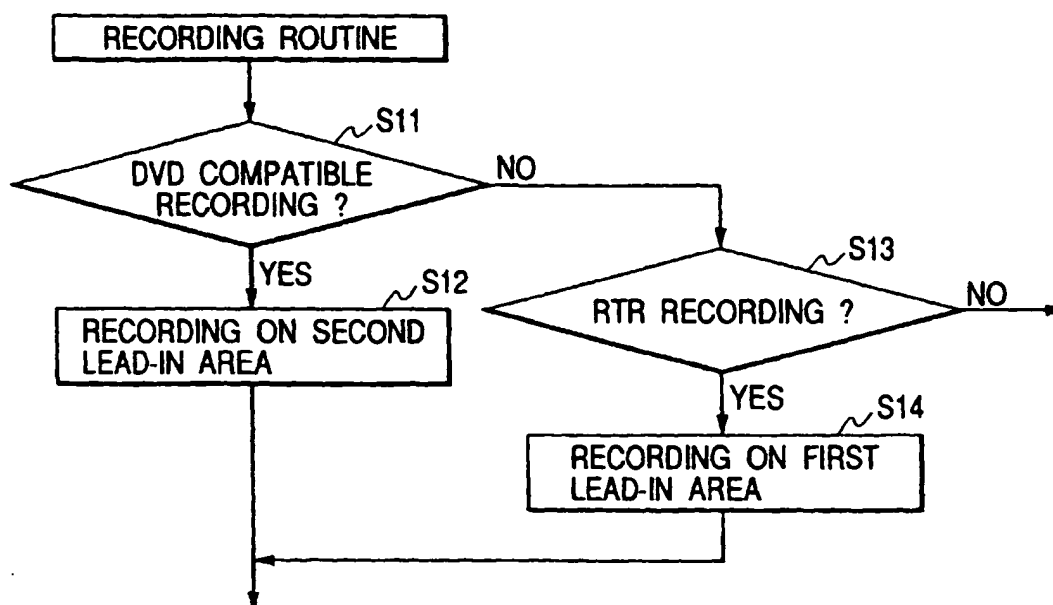 RECORDING ROUTINE
S11
DVD COMPATIBLE
RECORDING ?
NO
YES
S12
RECORDING ON SECOND
LEAD-IN AREA
S13
RTR RECORDING ?
NO
YES
S14
RECORDING ON FIRST
LEAD-IN AREA